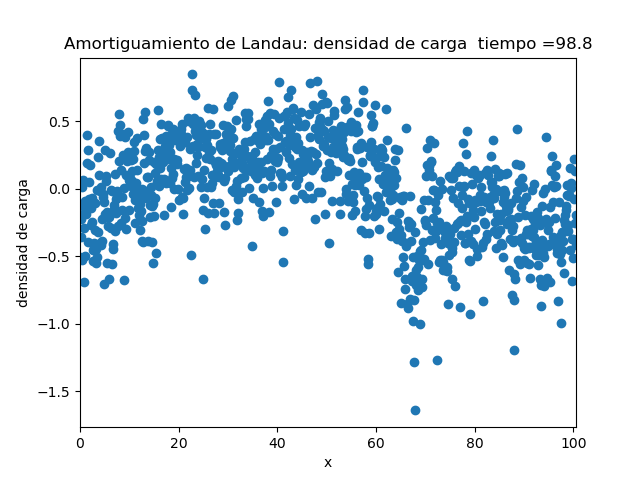 Amortiguamiento de Landau: densidad de carga  tiempo =98.8
densidad de carga
0.5
0.0
−0.5
−1.0
−1.5
0 20 40 60 80 100
x